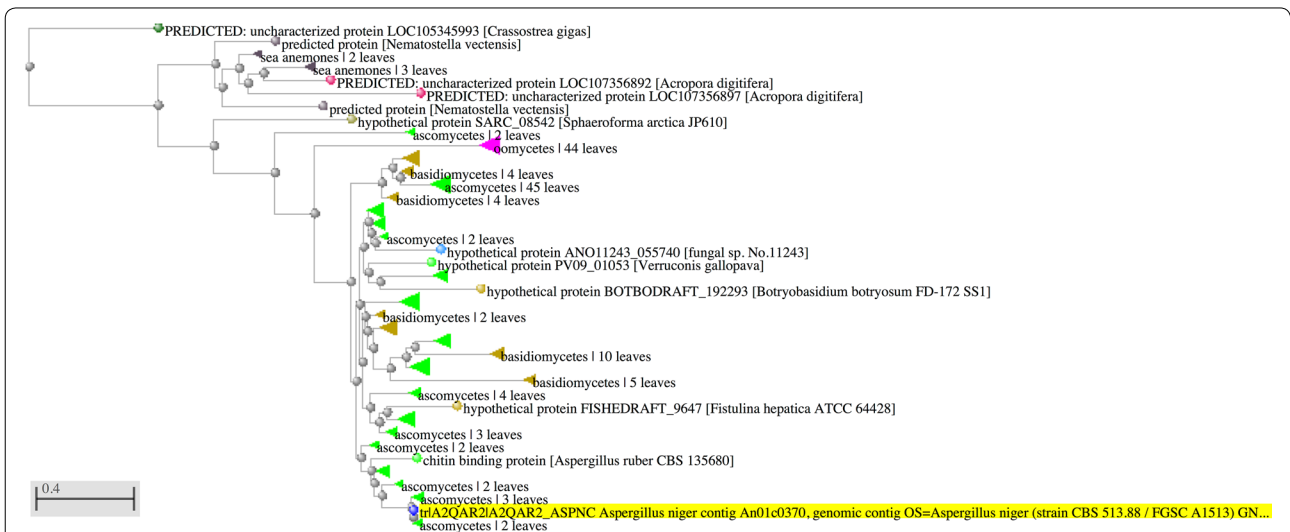 PREDICTED: uncharacterized protein LOC105345993 [Crassostrea gigas]
predicted protein [Nematostella vectensis]
sea anemones | 2 leaves
sea anemones | 3 leaves
PREDICTED: uncharacterized protein LOC107356892 [Acropora digitifera]
PREDICTED: uncharacterized protein LOC107356897 [Acropora digitifera]
predicted protein [Nematostella vectensis]
hypothetical protein SARC_08542 [Sphaeroforma arctica JP610]
ascomycetes | 2 leaves
oomycetes | 44 leaves
basidiomycetes | 4 leaves
ascomycetes | 45 leaves
basidiomycetes | 4 leaves
ascomycetes | 2 leaves
hypothetical protein ANO11243_055740 [fungal sp. No.11243]
hypothetical protein PV09_01053 [Verruconis gallopava]
hypothetical protein BOTBODRAFT_192293 [Botryobasidium botryosum FD-172 SS1]
basidiomycetes | 2 leaves
basidiomycetes | 10 leaves
basidiomycetes | 5 leaves
ascomycetes | 4 leaves
hypothetical protein FISHEDRAFT_9647 [Fistulina hepatica ATCC 64428]
ascomycetes | 3 leaves
ascomycetes | 2 leaves
chitin binding protein [Aspergillus ruber CBS 135680]
ascomycetes | 2 leaves
0.4
ascomycetes | 3 leaves
tr|A2QAR2|A2QAR2_ASPNC Aspergillus niger contig An01c0370, genomic contig OS=Aspergillus niger (strain CBS 513.88 / FGSC A1513) GN...
ascomycetes | 2 leaves